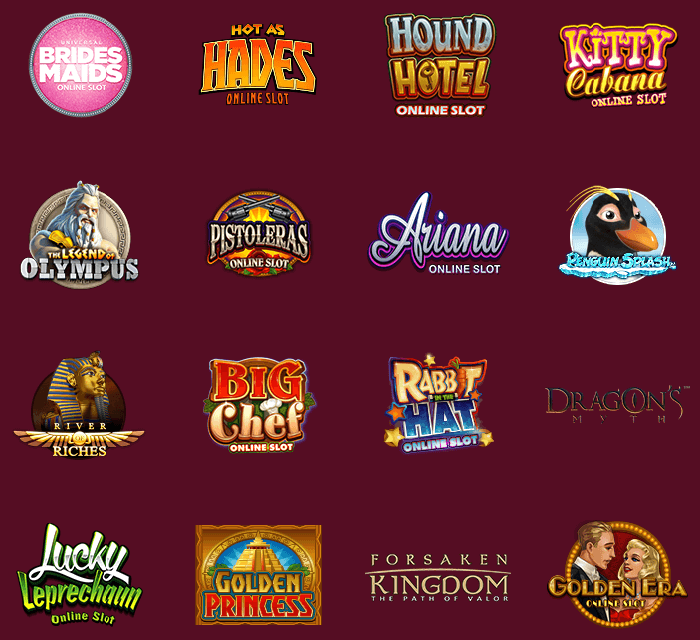 UNIVERSAL
BRIDES
MAIDS
ONLINE SLOT
HOT AS
HADES
ONLINE SLOT
HOUND
HOTEL
ONLINE SLOT
KITTY
Cabana
ONLINE SLOT
THE LEGEND OF
OLYMPUS
PISTOLERAS
ONLINE SLOT
Ariana
ONLINE SLOT
PENGUIN SPLASH
RIVER
OF
RICHES
BIG
Chef
ONLINE SLOT
RABBIT
IN THE
HAT
ONLINE SLOT
DRAGON'S™
MYTH
Lucky
Leprechaun
Online Slot
GOLDEN
PRINCESS
FORSAKEN
KINGDOM
THE PATH OF VALOR
GOLDEN ERA
ONLINE SLOT